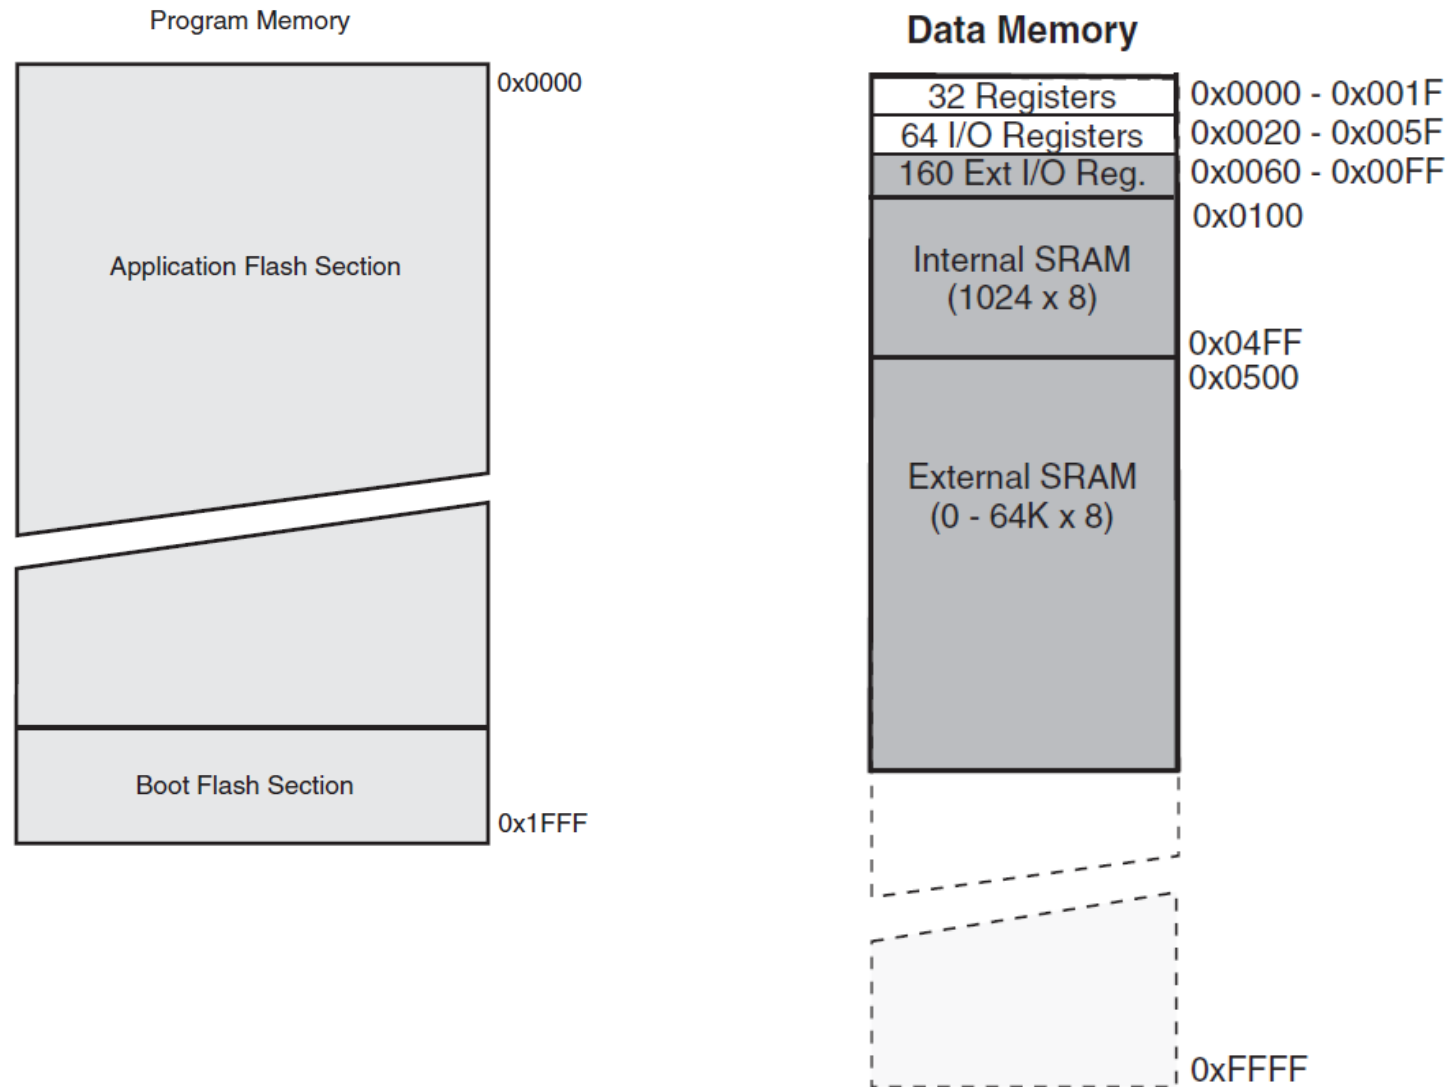 Program Memory
0x0000
Application Flash Section
Boot Flash Section
0x1FFF
Data Memory
32 Registers
0x0000 - 0x001F
64 I/O Registers
0x0020 - 0x005F
160 Ext I/O Reg.
0x0060 - 0x00FF
0x0100
Internal SRAM
(1024 x 8)
0x04FF
0x0500
External SRAM
(0 - 64K x 8)
0xFFFF